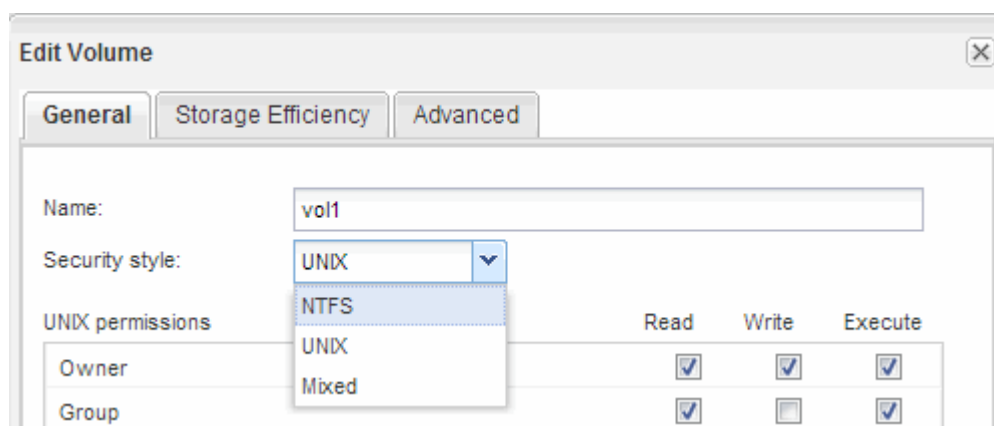 Edit Volume
General Storage Efficiency Advanced
Name: vol1
Security style: UNIX
NTFS
UNIX permissions Read Write Execute
UNIX
Owner
Mixed
Group